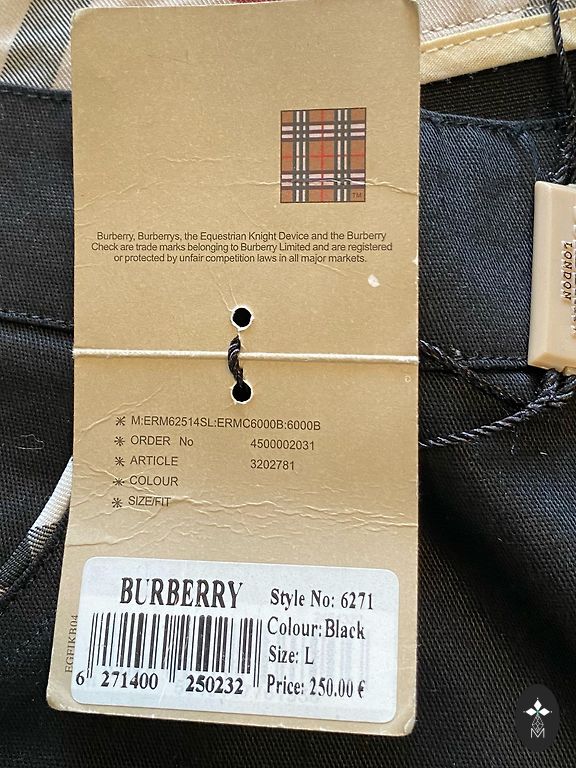 TM
Burberry, Burberrys, the Equestrian Knight Device and the Burberry
Check are trade marks belonging to Burberry Limited and are registered
or protected by unfair competition laws in all major markets.
LONDON
M:ERM62514SL:ERMC6000B:6000B
ORDER No 4500002031
ARTICLE 3202781
COLOUR
SIZE/FIT
EGFIKB04
BURBERRY
Style No: 6271
Colour: Black
Size: L
Price: 250.00 €
6 271400 250232
M